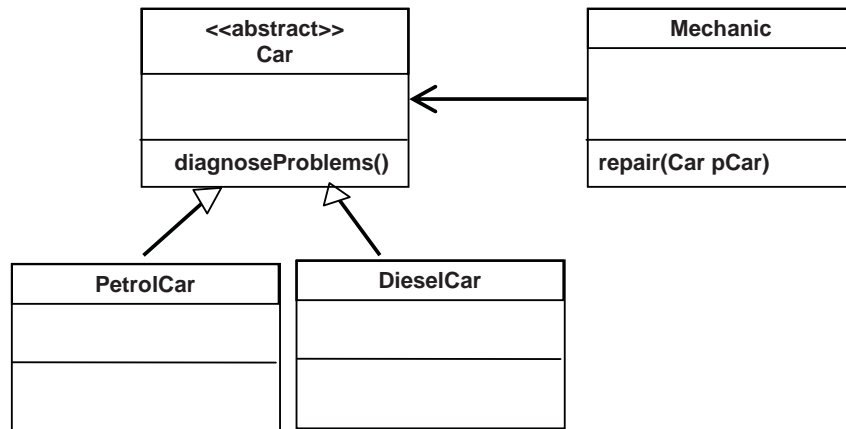 <<abstract>>
Car
diagnoseProblems()
Mechanic
repair(Car pCar)
PetrolCar
DieselCar